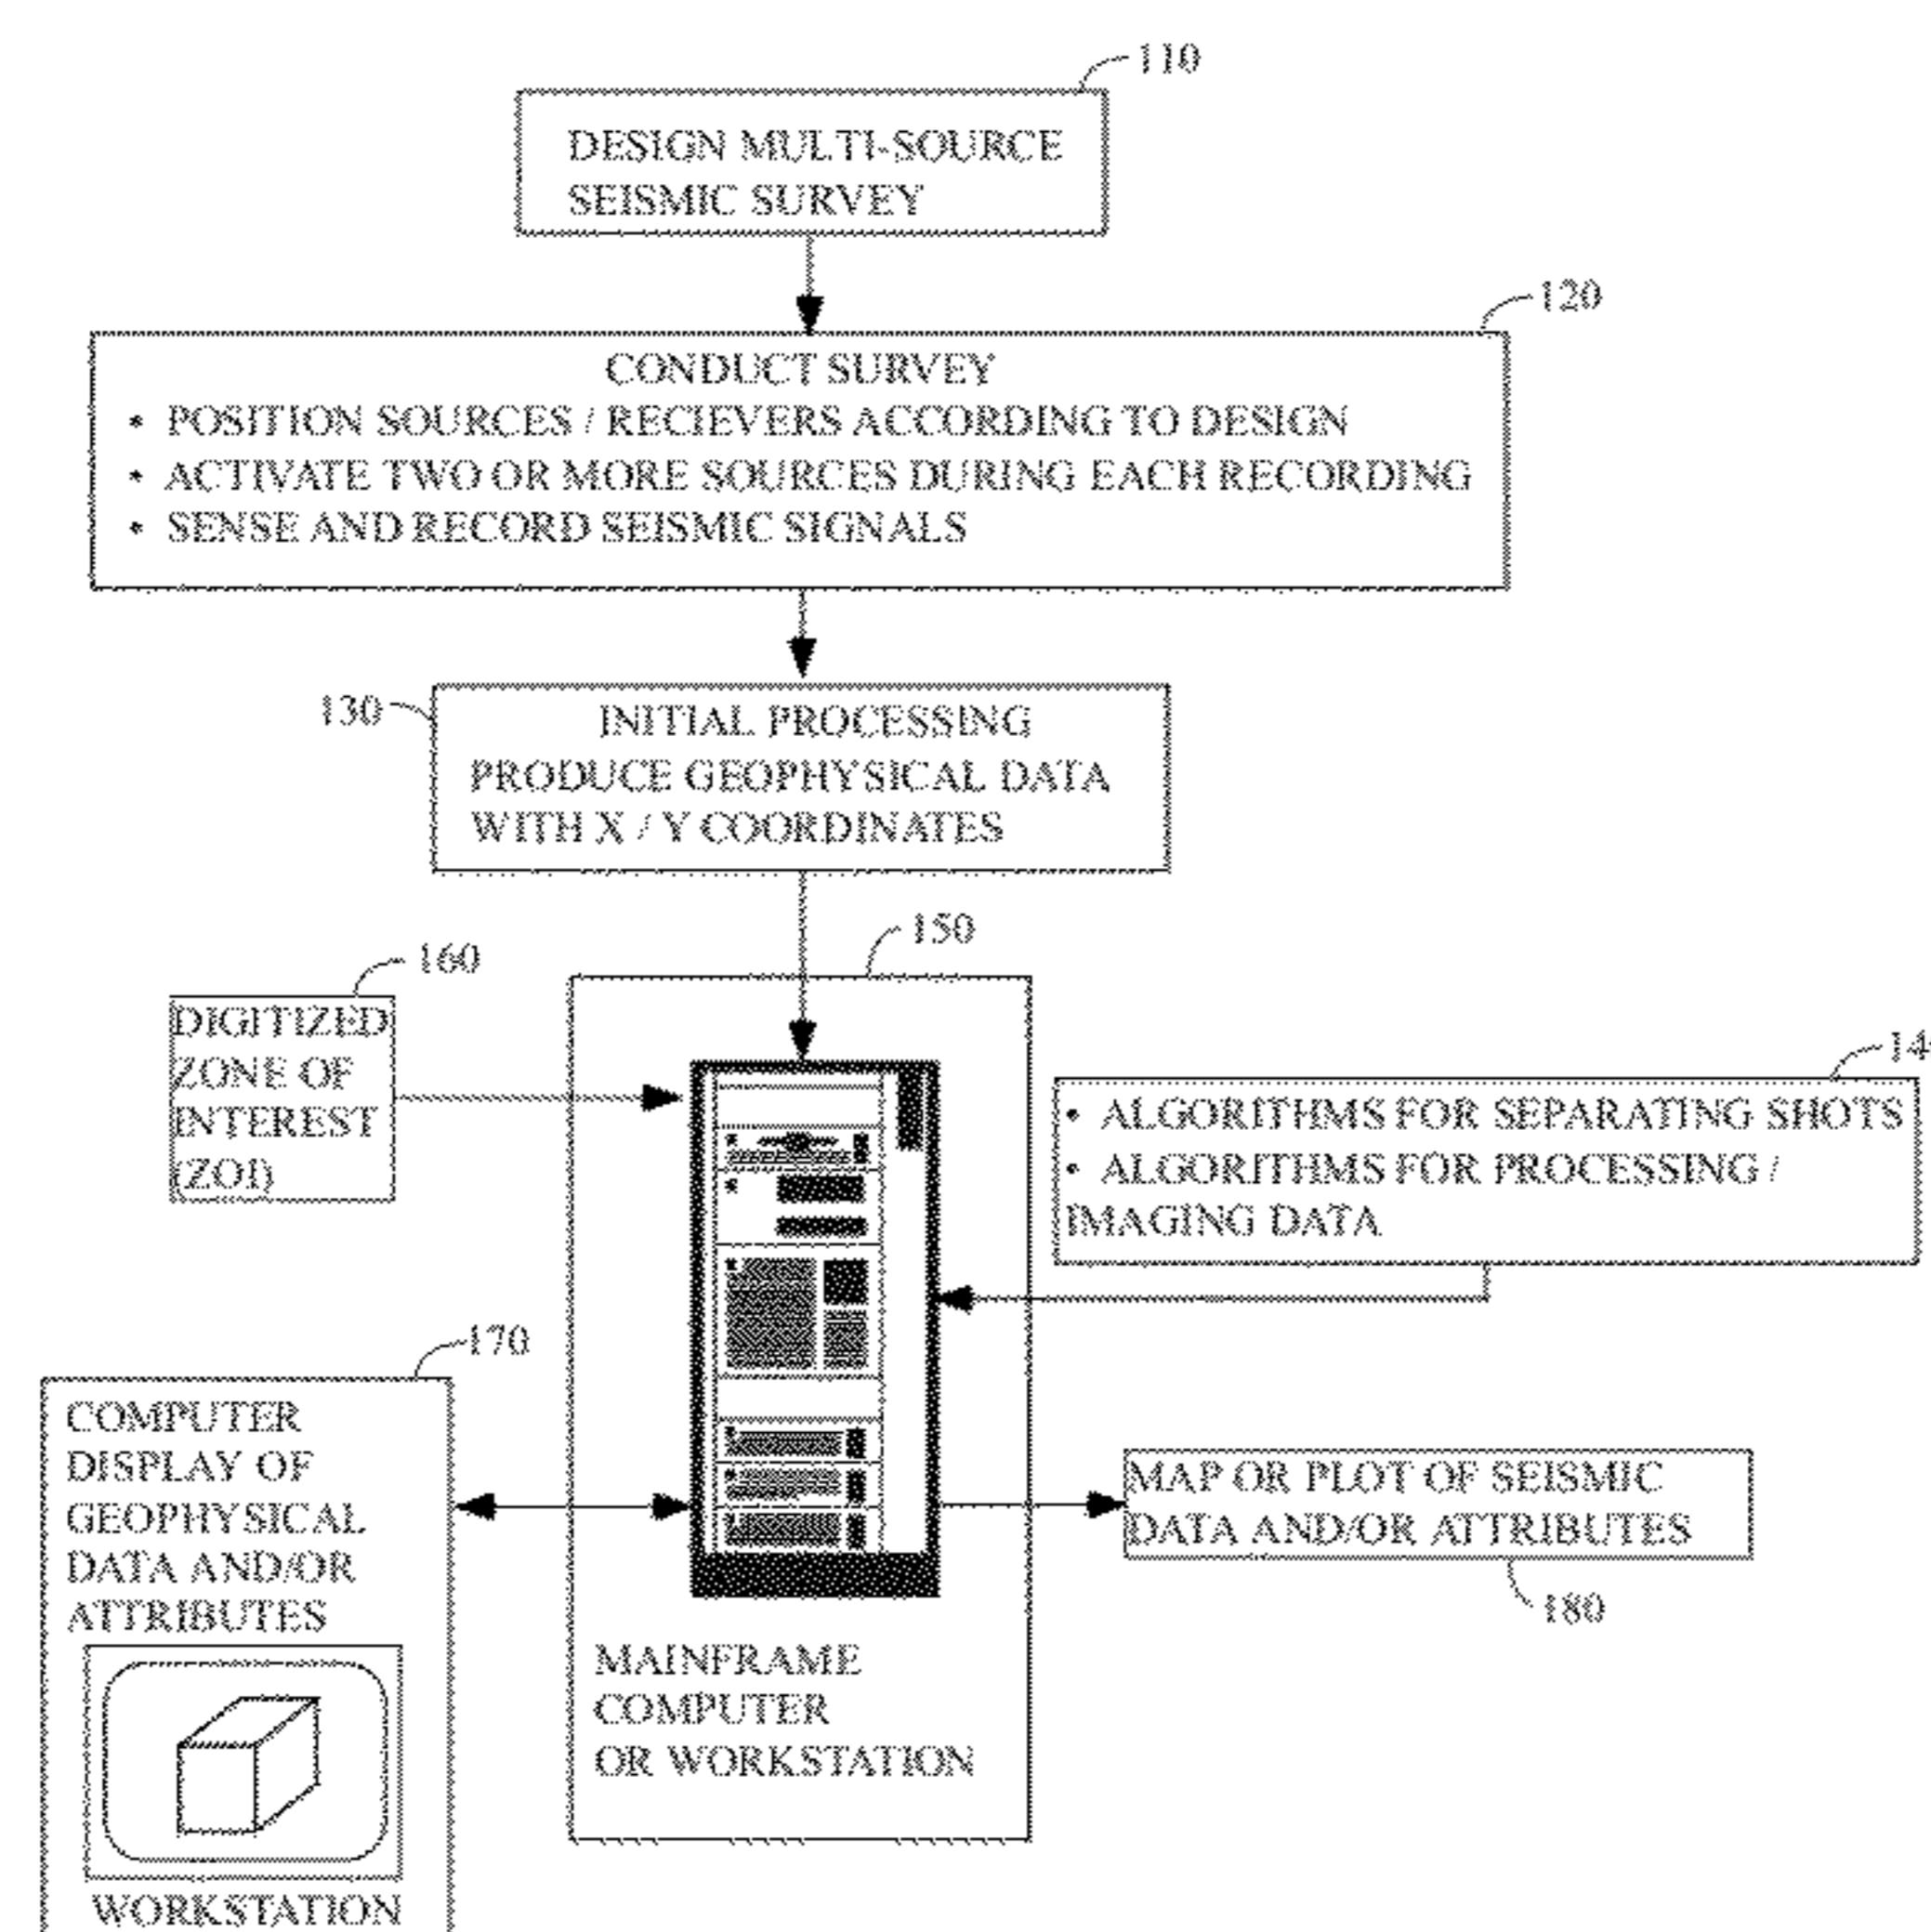 110
DESIGN MULTI-SOURCE
SEISMIC SURVEY
120
CONDUCT SURVEY
• POSITION SOURCES / RECIEVERS ACCORDING TO DESIGN
• ACTIVATE TWO OR MORE SOURCES DURING EACH RECORDING
• SENSE AND RECORD SEISMIC SIGNALS
130
INITIAL PROCESSING
PRODUCE GEOPHYSICAL DATA
WITH X / Y COORDINATES
150
160
DIGITIZED
ZONE OF
INTEREST
(ZOI)
• ALGORITHMS FOR SEPARATING SHOTS
• ALGORITHMS FOR PROCESSING /
IMAGING DATA
170
COMPUTER
DISPLAY OF
GEOPHYSICAL
DATA AND/OR
ATTRIBUTES
WORKSTATION
MAINFRAME
COMPUTER
OR WORKSTATION
MAP OR PLOT OF SEISMIC
DATA AND/OR ATTRIBUTES
180